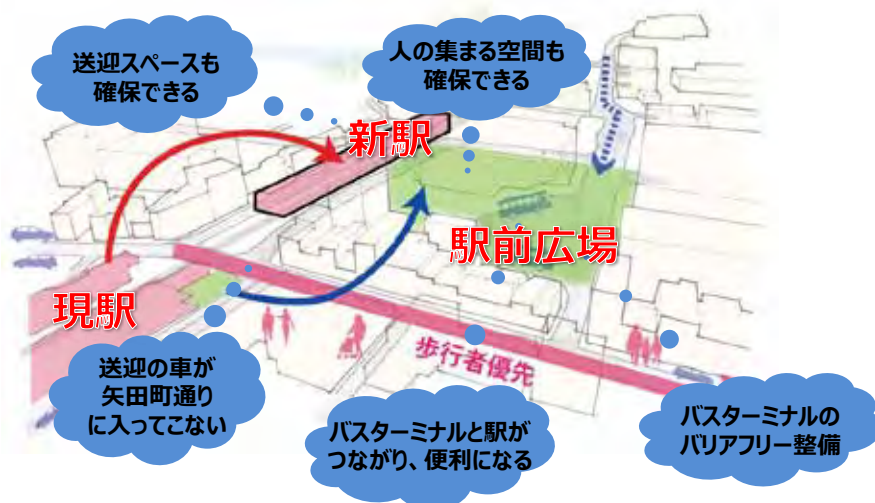 送迎スペースも
確保できる
人の集まる空間も
確保できる
新駅
駅前広場
現駅
歩行者優先
送迎の車が
矢田町通り
に入ってこない
バスターミナルと駅が
つながり、便利になる
バスターミナルの
バリアフリー整備